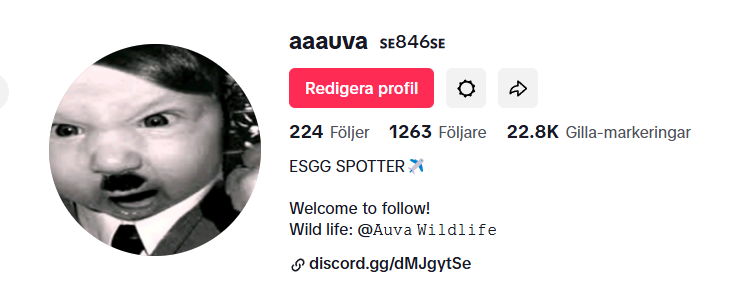 aaauva ꜱᴇ846ꜱᴇ
Redigera profil
224 Följer 1263 Följare 22.8K Gilla-markeringar
ESGG SPOTTER✈️
Welcome to follow!
Wild life: @𝙰𝚞𝚟𝚊 𝚆𝚒𝚕𝚍𝚕𝚒𝚏𝚎
discord.gg/dMJgytSe